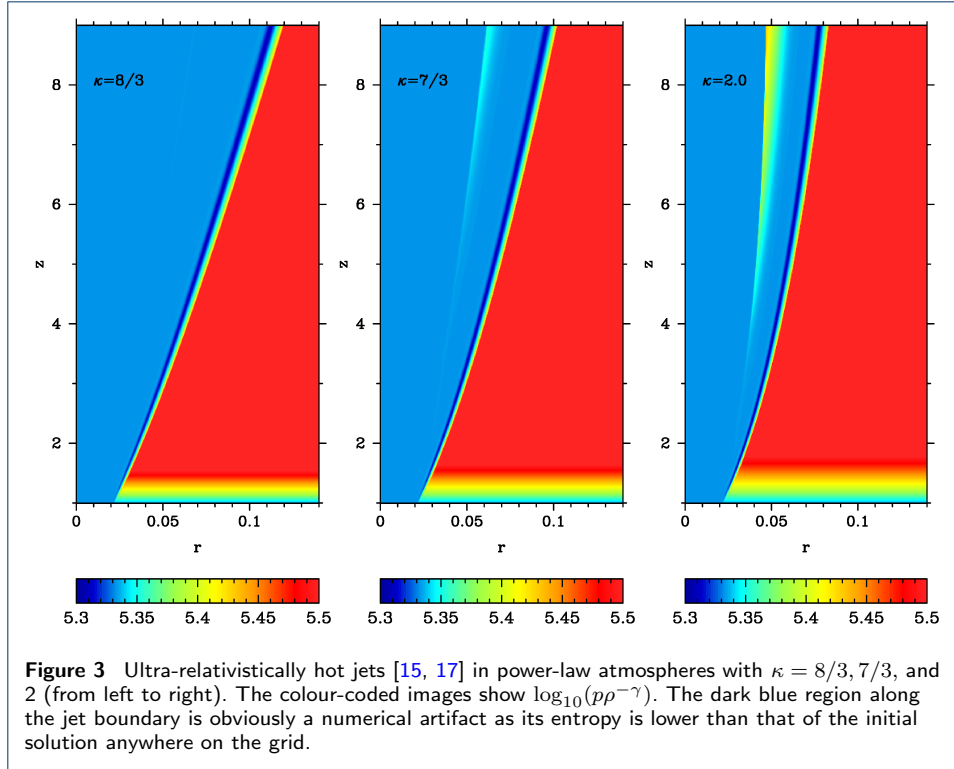 κ=8/3
κ=7/3
κ=2.0
8
6
4
2
z
0
0.05
0.1
r
8
6
4
2
z
0
0.05
0.1
r
8
6
4
2
z
0
0.05
0.1
r
5.3 5.35 5.4 5.45 5.5
5.3 5.35 5.4 5.45 5.5
5.3 5.35 5.4 5.45 5.5
Figure 3 Ultra-relativistically hot jets [15, 17] in power-law atmospheres with κ = 8/3, 7/3, and
2 (from left to right). The colour-coded images show log₁₀(pρ⁻ᵞ). The dark blue region along
the jet boundary is obviously a numerical artifact as its entropy is lower than that of the initial
solution anywhere on the grid.